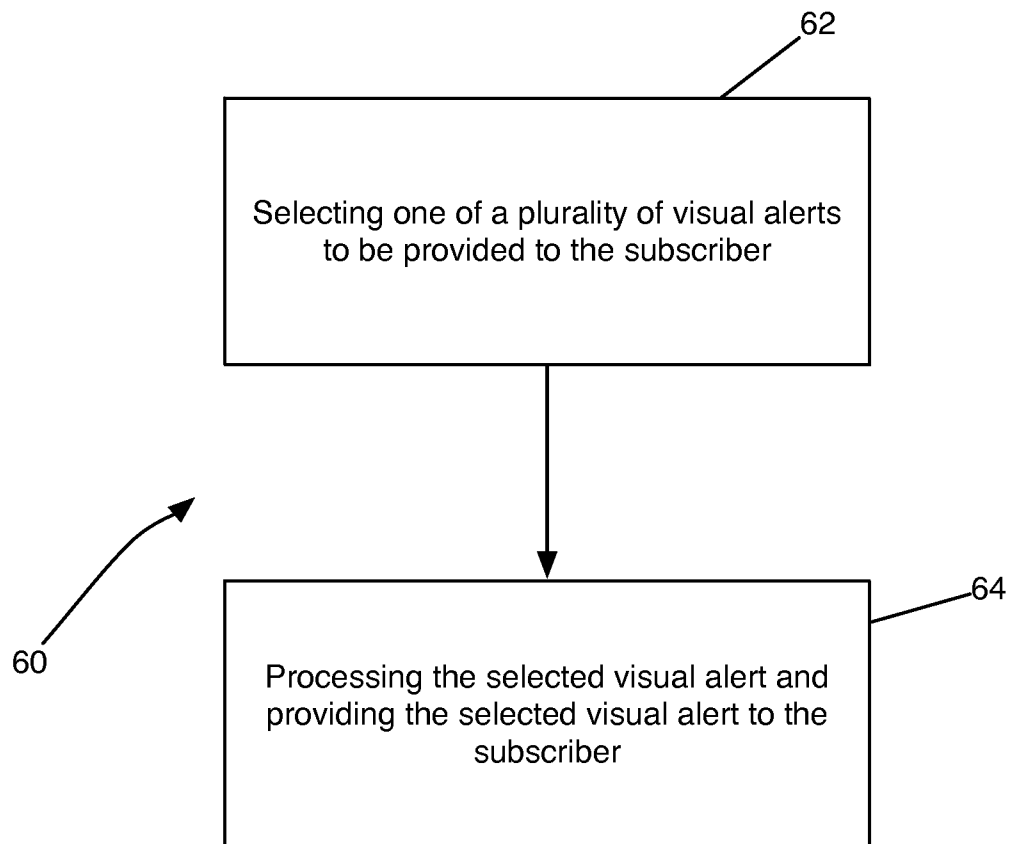 62
Selecting one of a plurality of visual alerts
to be provided to the subscriber
64
60
Processing the selected visual alert and
providing the selected visual alert to the
subscriber